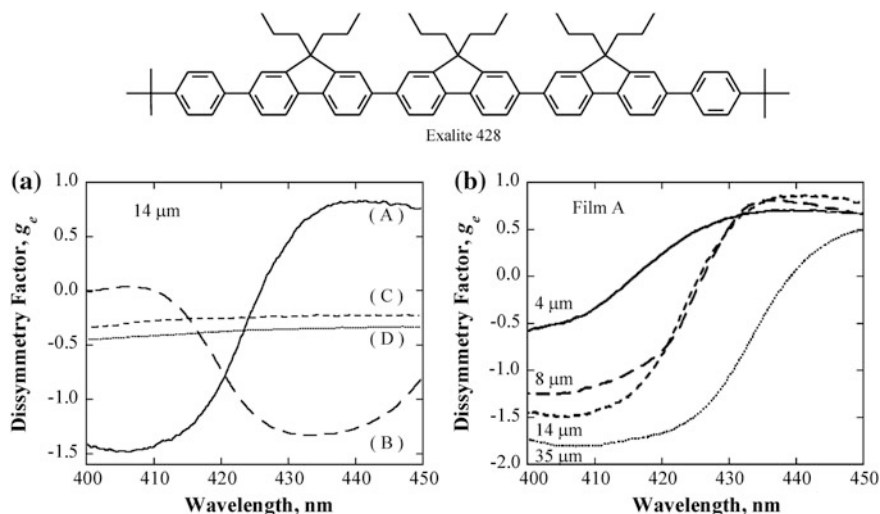 Exalite 428
(a)
1.0
0.5
0.0
-0.5
-1.0
-1.5
Dissymmetry Factor, gₑ
14 μm
(A)
(C)
(D)
(B)
400 410 420 430 440 450
Wavelength, nm
(b)
1.0
0.5
-1.0
-0.5
-1.0
-1.5
-2.0
Dissymmetry Factor, gₑ
Film A
4 μm
8 μm
14 μm
35 μm
400 410 420 430 440 450
Wavelength, nm